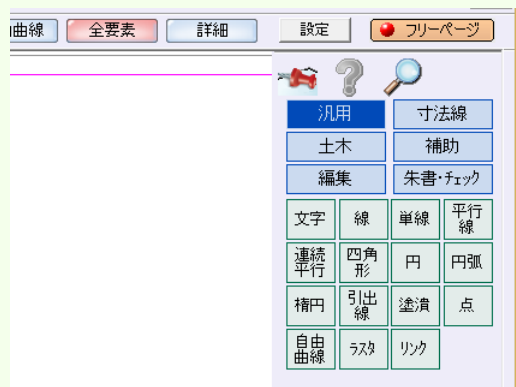 曲線 全要素 詳細 設定 フリーページ
汎用 寸法線
土木 補助
編集 朱書・チェック
文字 線 単線 平行線
連続平行 四角形 円 円弧
楕円 引出線 塗潰 点
自由曲線 ラスタ リンク